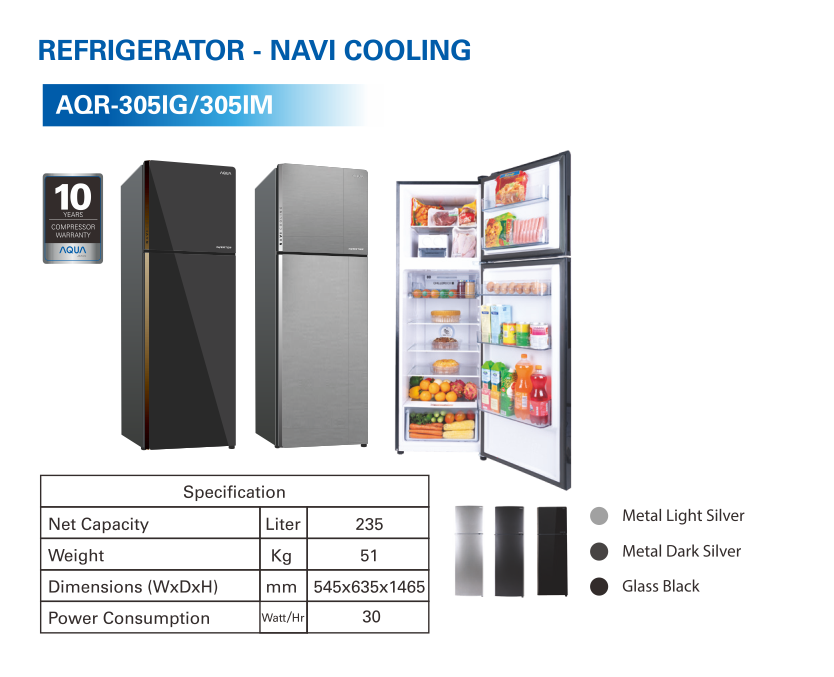 REFRIGERATOR - NAVI COOLING
AQR-305IG/305IM
10
YEARS
COMPRESSOR
WARRANTY
AQUA
AQUA
Specification
Net Capacity Liter 235
Weight Kg 51
Dimensions (WxDxH) mm 545x635x1465
Power Consumption Watt/Hr 30
Metal Light Silver
Metal Dark Silver
Glass Black